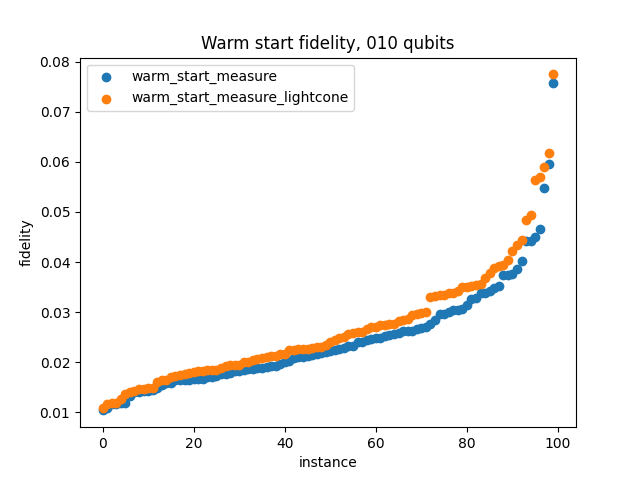 Warm start fidelity, 010 qubits
warm_start_measure
warm_start_measure_lightcone
fidelity
0.08
0.07
0.06
0.05
0.04
0.03
0.02
0.01
0 20 40 60 80 100
instance